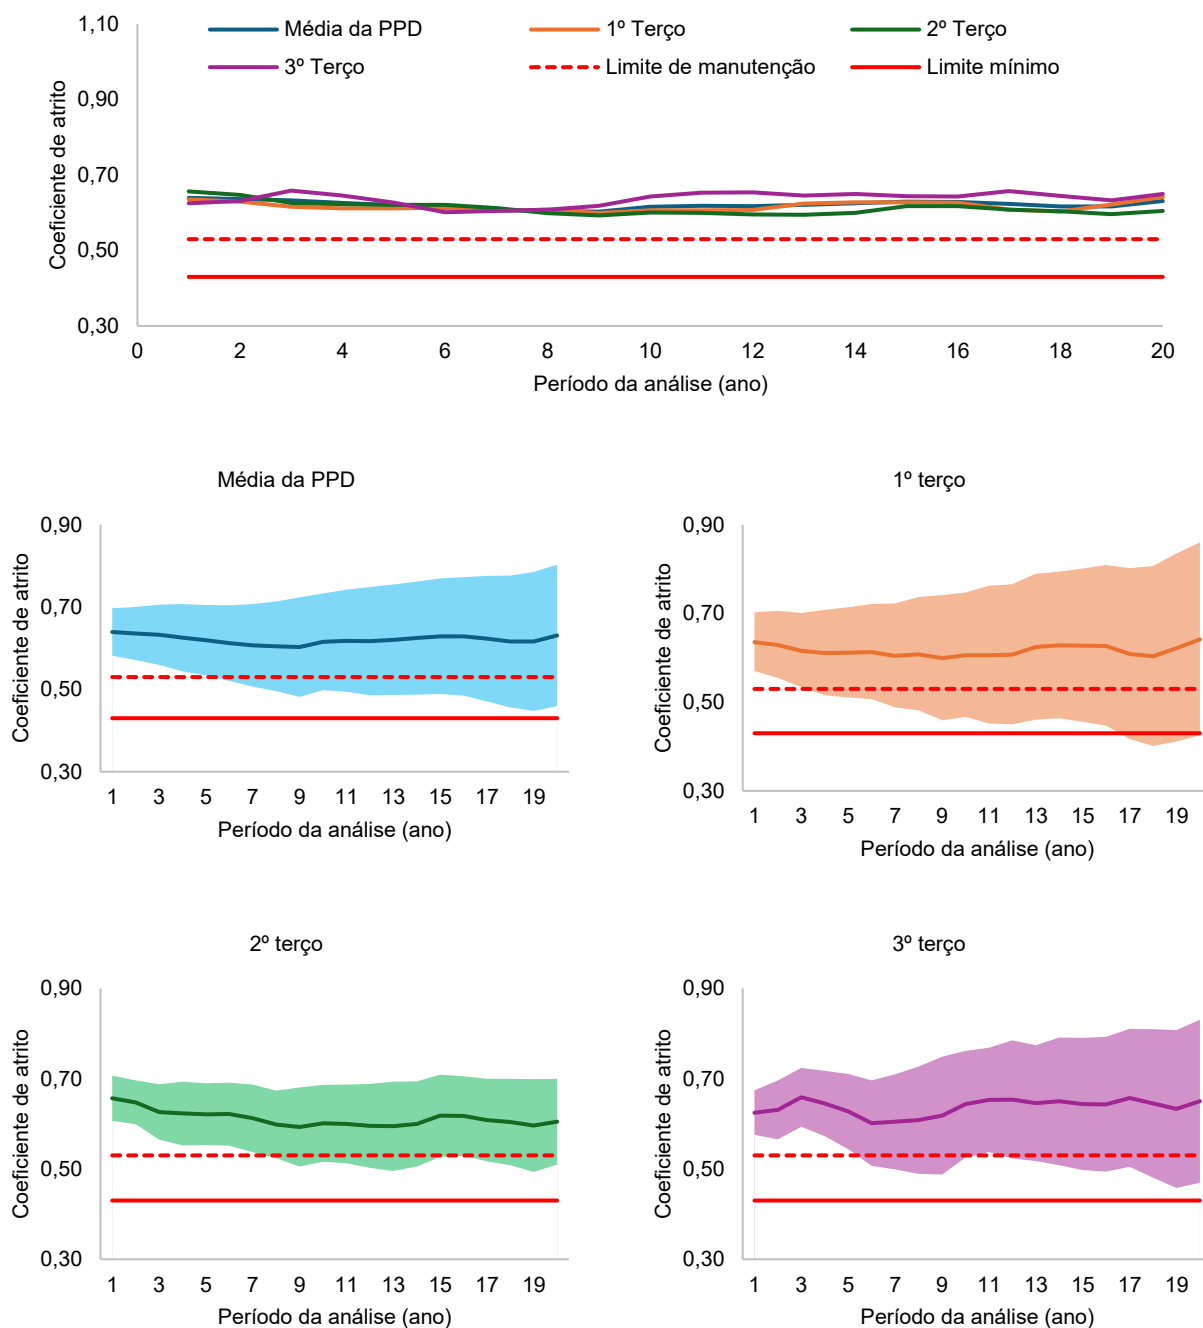 1,10
0,90
0,70
0,50
0,30
Coeficiente de atrito
Média da PPD
1º Terço
2º Terço
3º Terço
Limite de manutenção
Limite mínimo
0 2 4 6 8 10 12 14 16 18 20
Período da análise (ano)
Média da PPD
0,90
0,70
0,50
0,30
Coeficiente de atrito
1 3 5 7 9 11 13 15 17 19
Período da análise (ano)
1º terço
0,90
0,70
0,50
0,30
Coeficiente de atrito
1 3 5 7 9 11 13 15 17 19
Período da análise (ano)
2º terço
0,90
0,70
0,50
0,30
Coeficiente de atrito
1 3 5 7 9 11 13 15 17 19
Período da análise (ano)
3º terço
0,90
0,70
0,50
0,30
Coeficiente de atrito
1 3 5 7 9 11 13 15 17 19
Período da análise (ano)